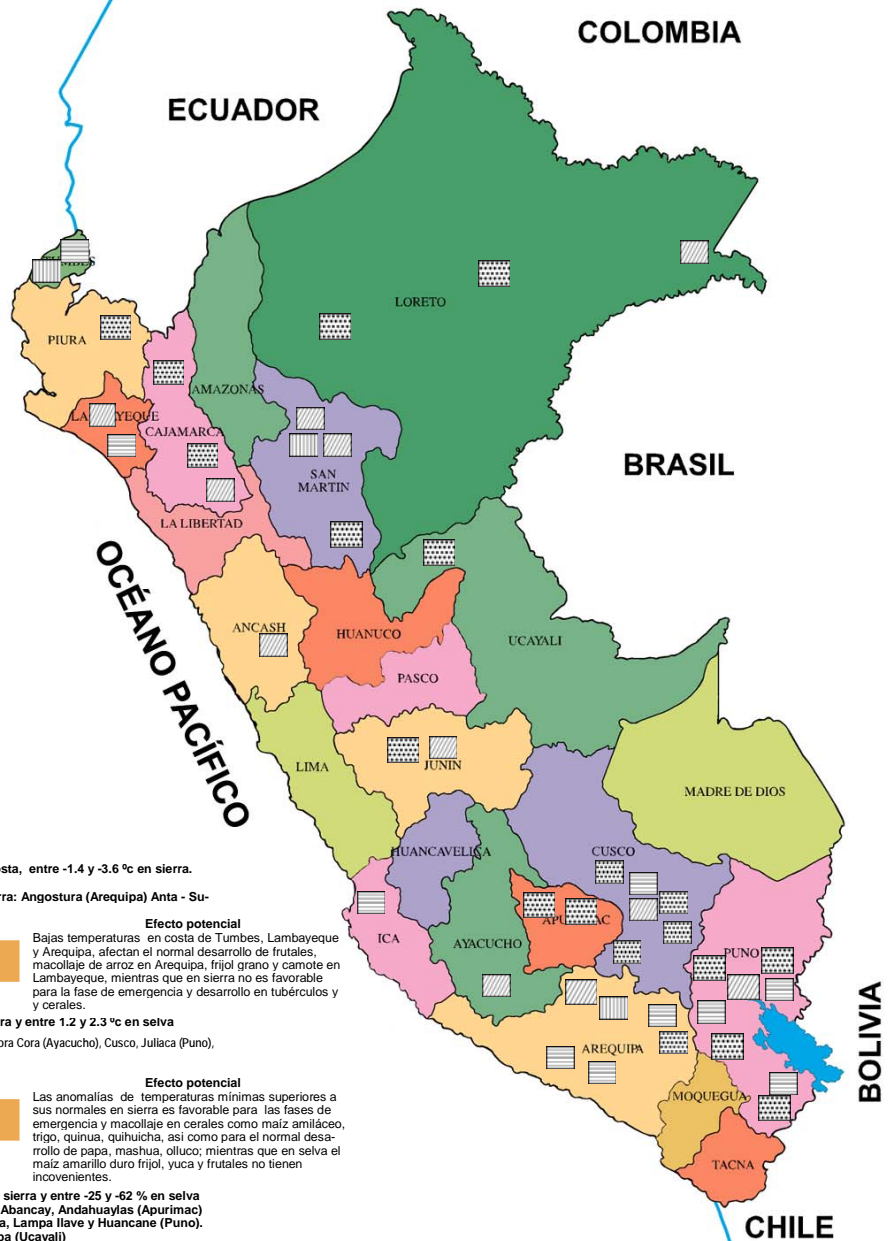 COLOMBIA
ECUADOR
LORETO
PIURA
AMAZONAS
CAJAMARCA
SAN
MARTIN
BRASIL
LA LIBERTAD
OCÉANO PACÍFICO
ANCASH
HUANUCO
UCAYALI
PASCO
LIMA
JUNIN
MADRE DE DIOS
HUANCAVELICA
CUSCO
ICA
AYACUCHO
PUNO
AREQUIPA
MOQUEGUA
TACNA
BOLIVIA
CHILE
osta, entre -1.4 y -3.6 ºc en sierra.
rra: Angostura (Arequipa) Anta - Su-
Efecto potencial
Bajas temperaturas en costa de Tumbes, Lambayeque
y Arequipa, afectan el normal desarrollo de frutales,
macollaje de arroz en Arequipa, frijol grano y camote en
Lambayeque, mientras que en sierra no es favorable
para la fase de emergencia y desarrollo en tubérculos y
y cerales.
ra y entre 1.2 y 2.3 ºc en selva
ora Cora (Ayacucho), Cusco, Juliaca (Puno),
Efecto potencial
Las anomalías de temperaturas mínimas superiores a
sus normales en sierra es favorable para las fases de
emergencia y macollaje en cerales como maíz amiláceo,
trigo, quinua, quihuicha, asi como para el normal desa-
rrollo de papa, mashua, olluco; mientras que en selva el
maíz amarillo duro frijol, yuca y frutales no tienen
incovenientes.
sierra y entre -25 y -62 % en selva
Abancay, Andahuaylas (Apurimac)
a, Lampa Ilave y Huancane (Puno).
pa (Ucayali)